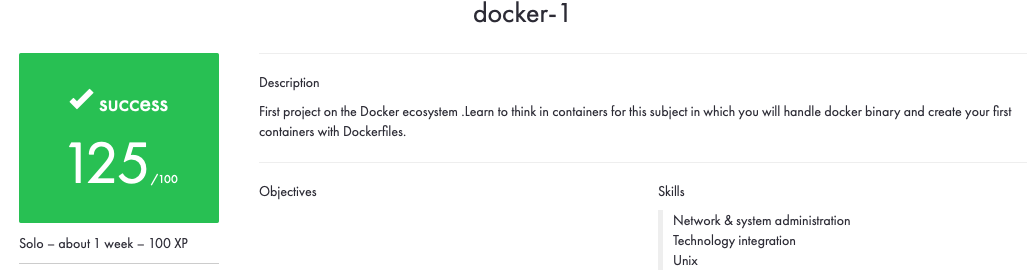 docker-1
success
125/100
Solo – about 1 week – 100 XP
Description
First project on the Docker ecosystem .Learn to think in containers for this subject in which you will handle docker binary and create your first
containers with Dockerfiles.
Objectives
Skills
Network & system administration
Technology integration
Unix